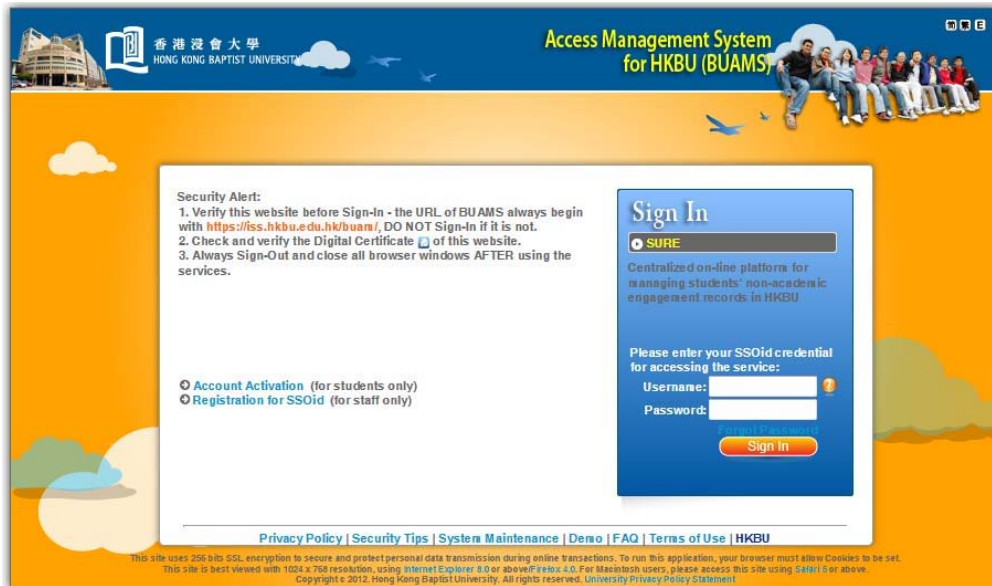 香港浸會大學
HONG KONG BAPTIST UNIVERSITY
Access Management System
for HKBU (BUAMS)
簡 繁 E
Security Alert:
1. Verify this website before Sign-In - the URL of BUAMS always begin
with https://iss.hkbu.edu.hk/buam/, DO NOT Sign-In if it is not.
2. Check and verify the Digital Certificate of this website.
3. Always Sign-Out and close all browser windows AFTER using the
services.
Account Activation (for students only)
Registration for SSOid (for staff only)
Sign In
SURE
Centralized on-line platform for
managing students' non-academic
engagement records in HKBU
Please enter your SSOid credential
for accessing the service:
Username:
Password:
Forgot Password
Sign In
Privacy Policy | Security Tips | System Maintenance | Demo | FAQ | Terms of Use | HKBU
This site uses 256 bits SSL encryption to secure and protect personal data transmission during online transactions. To run this application, your browser must allow Cookies to be set.
This site is best viewed with 1024 x 768 resolution, using Internet Explorer 8.0 or above/Firefox 4.0. For Macintosh users, please access this site using Safari 5 or above.
Copyright © 2012. Hong Kong Baptist University. All rights reserved. University Privacy Policy Statement